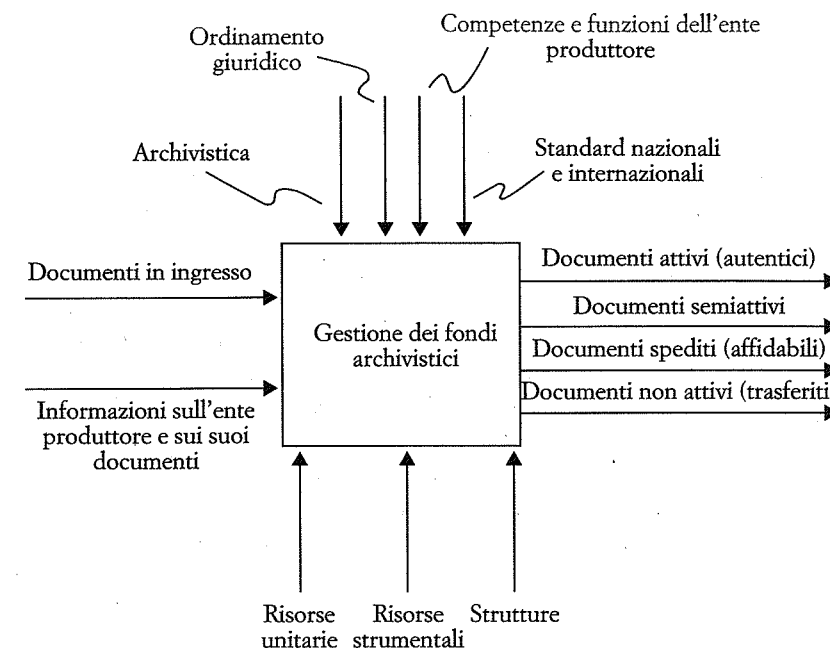 Ordinamento
giuridico
Competenze e funzioni dell'ente
produttore
Archivistica
Standard nazionali
e internazionali
Documenti in ingresso
Informazioni sull'ente
produttore e sui suoi
documenti
Gestione dei fondi
archivistici
Documenti attivi (autentici)
Documenti semiattivi
Documenti spediti (affidabili)
Documenti non attivi (trasferiti
Risorse
unitarie
Risorse
strumentali
Strutture